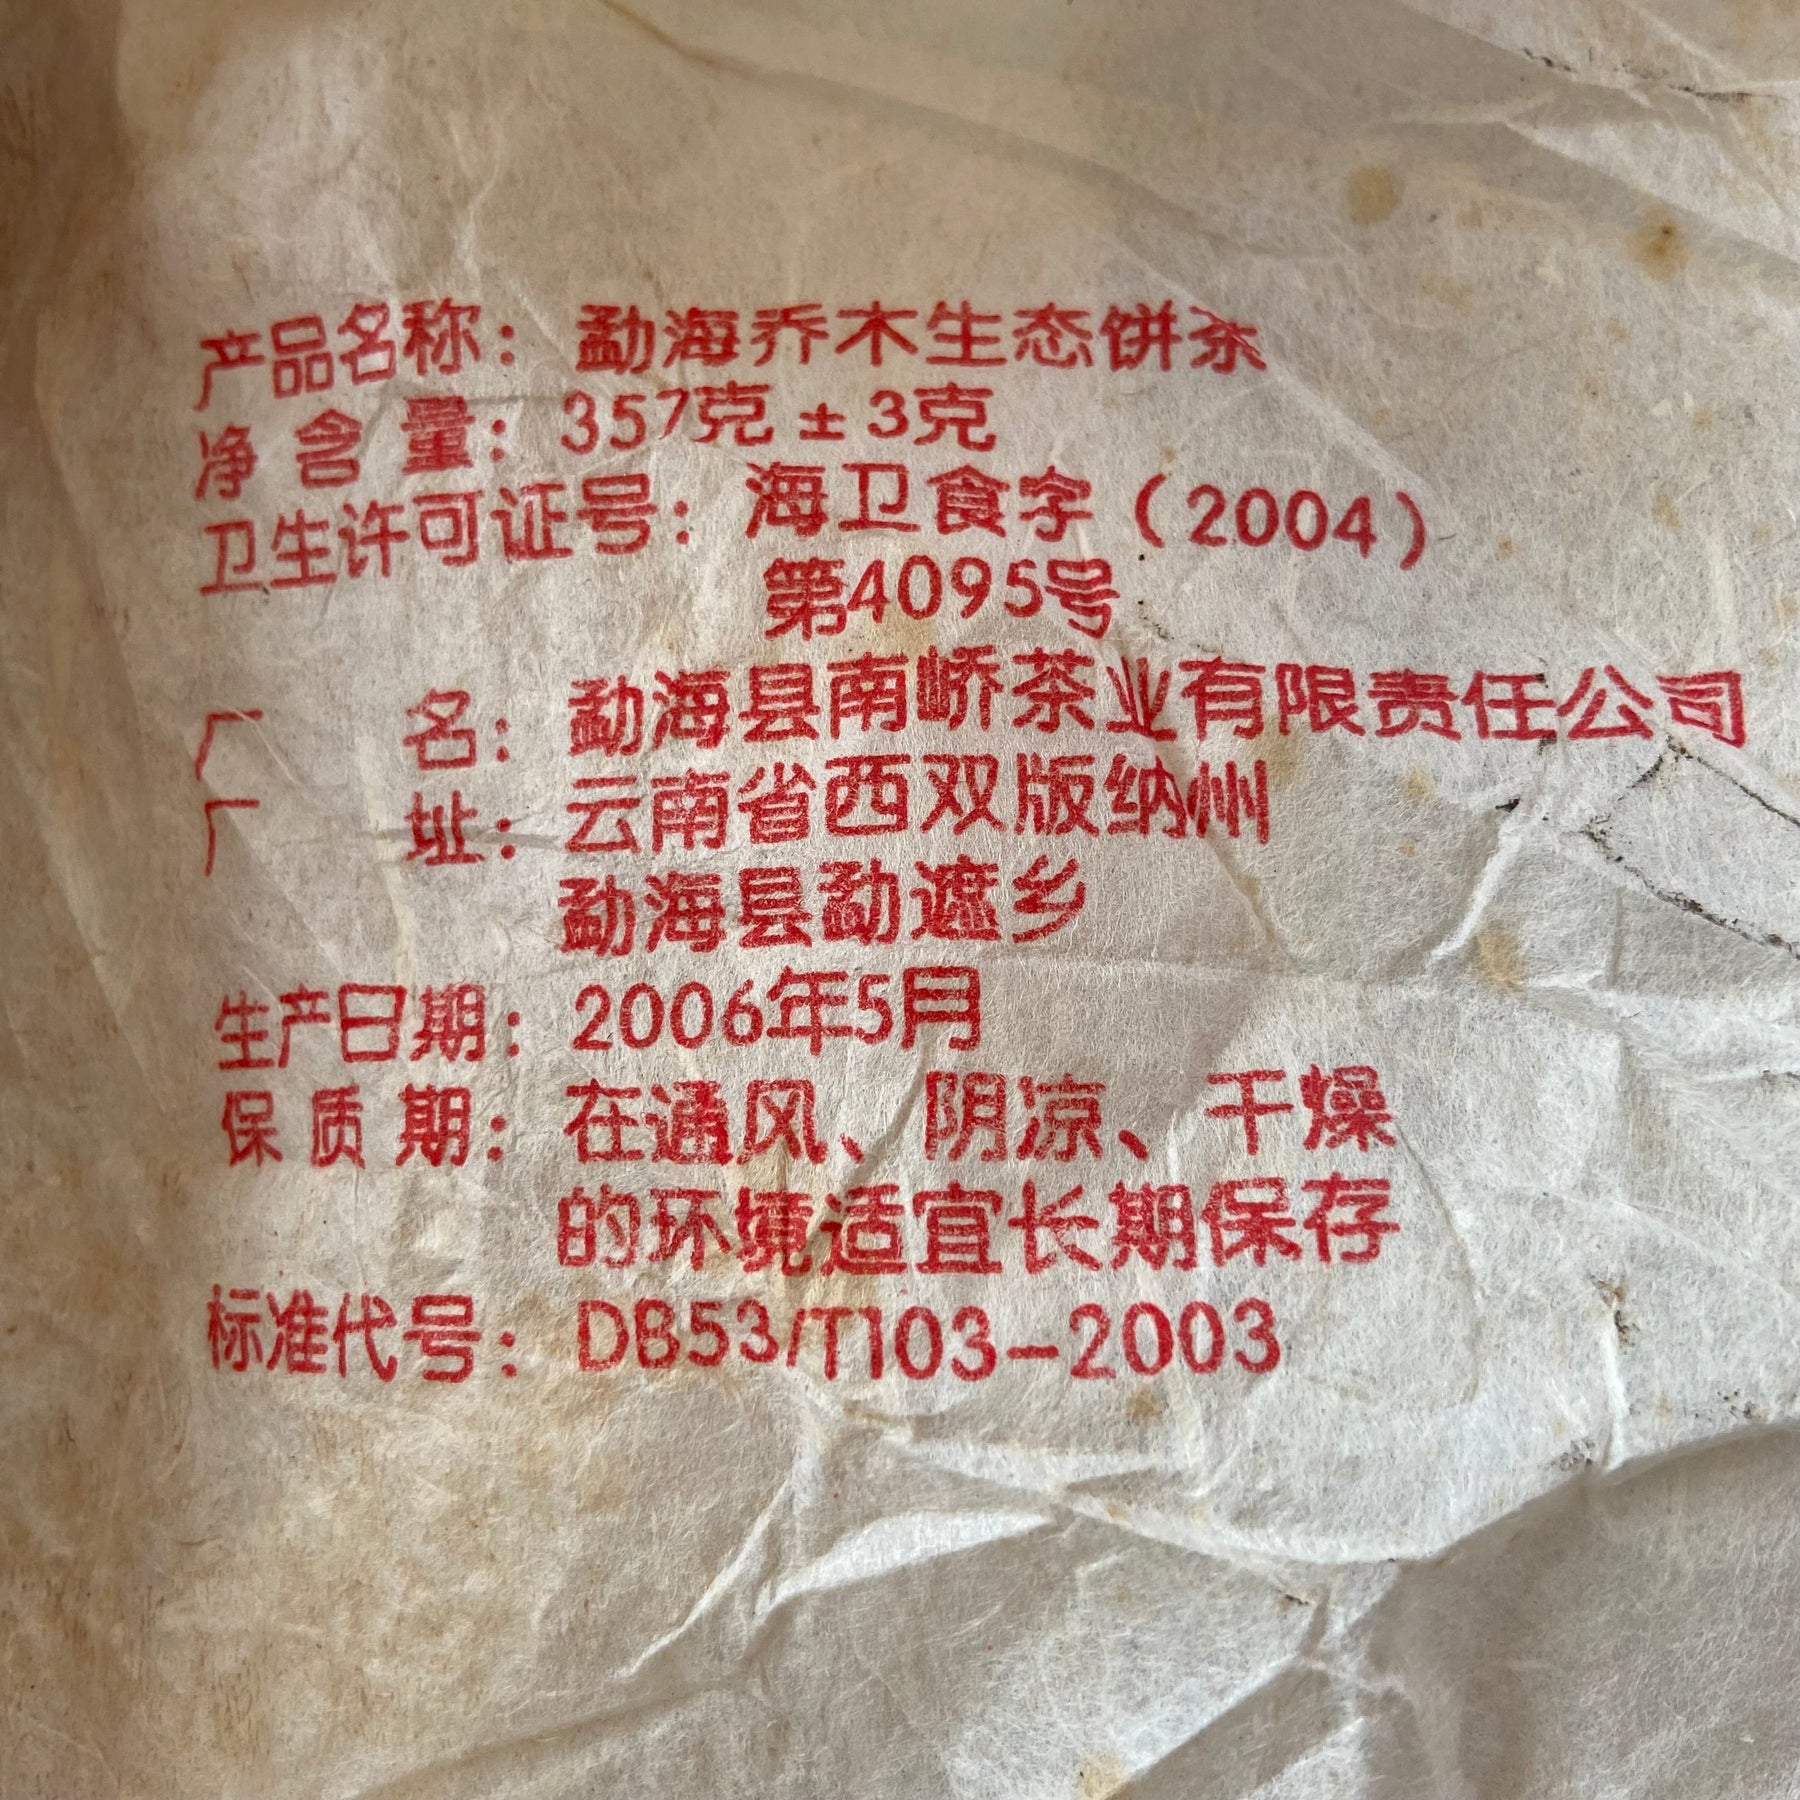 产品名称：勐海乔木生态饼茶
净含量：357克±3克
卫生许可证号：海卫食字（2004）
第4095号
厂名：勐海县南峤茶业有限责任公司
厂址：云南省西双版纳州
勐海县勐遮乡
生产日期：2006年5月
保质期：在通风、阴凉、干燥
的环境适宜长期保存
标准代号：DB53/T103-2003